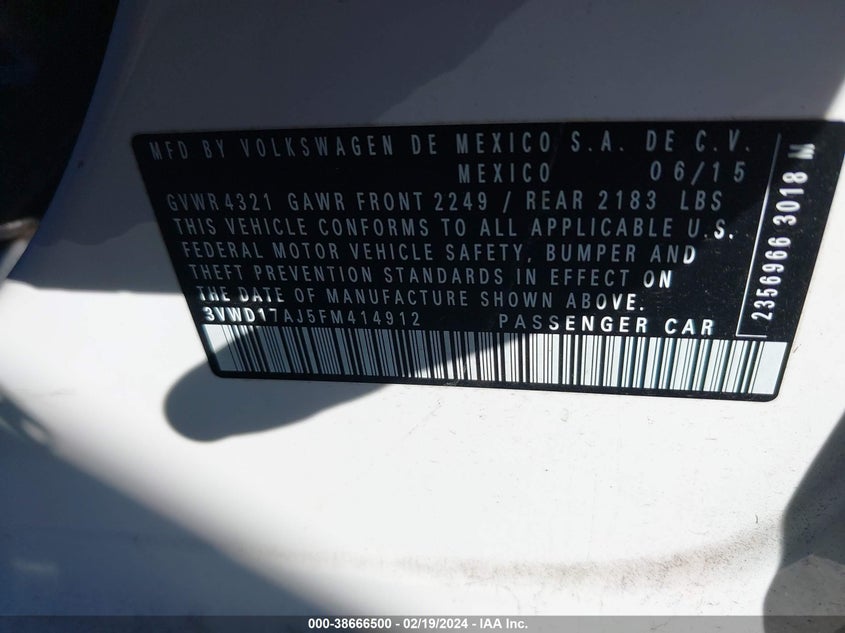 MFD BY VOLKSWAGEN DE MEXICO S.A. DE C.V.
MEXICO 06/15
GVWR 4321 GAWR FRONT 2249 / REAR 2183 LBS
THIS VEHICLE CONFORMS TO ALL APPLICABLE U.S.
FEDERAL MOTOR VEHICLE SAFETY, BUMPER AND
THEFT PREVENTION STANDARDS IN EFFECT ON
THE DATE OF MANUFACTURE SHOWN ABOVE.
3VWD17AJ5FM414912 PASSENGER CAR
2356966 3018 M
000-38666500 - 02/19/2024 - IAA Inc.